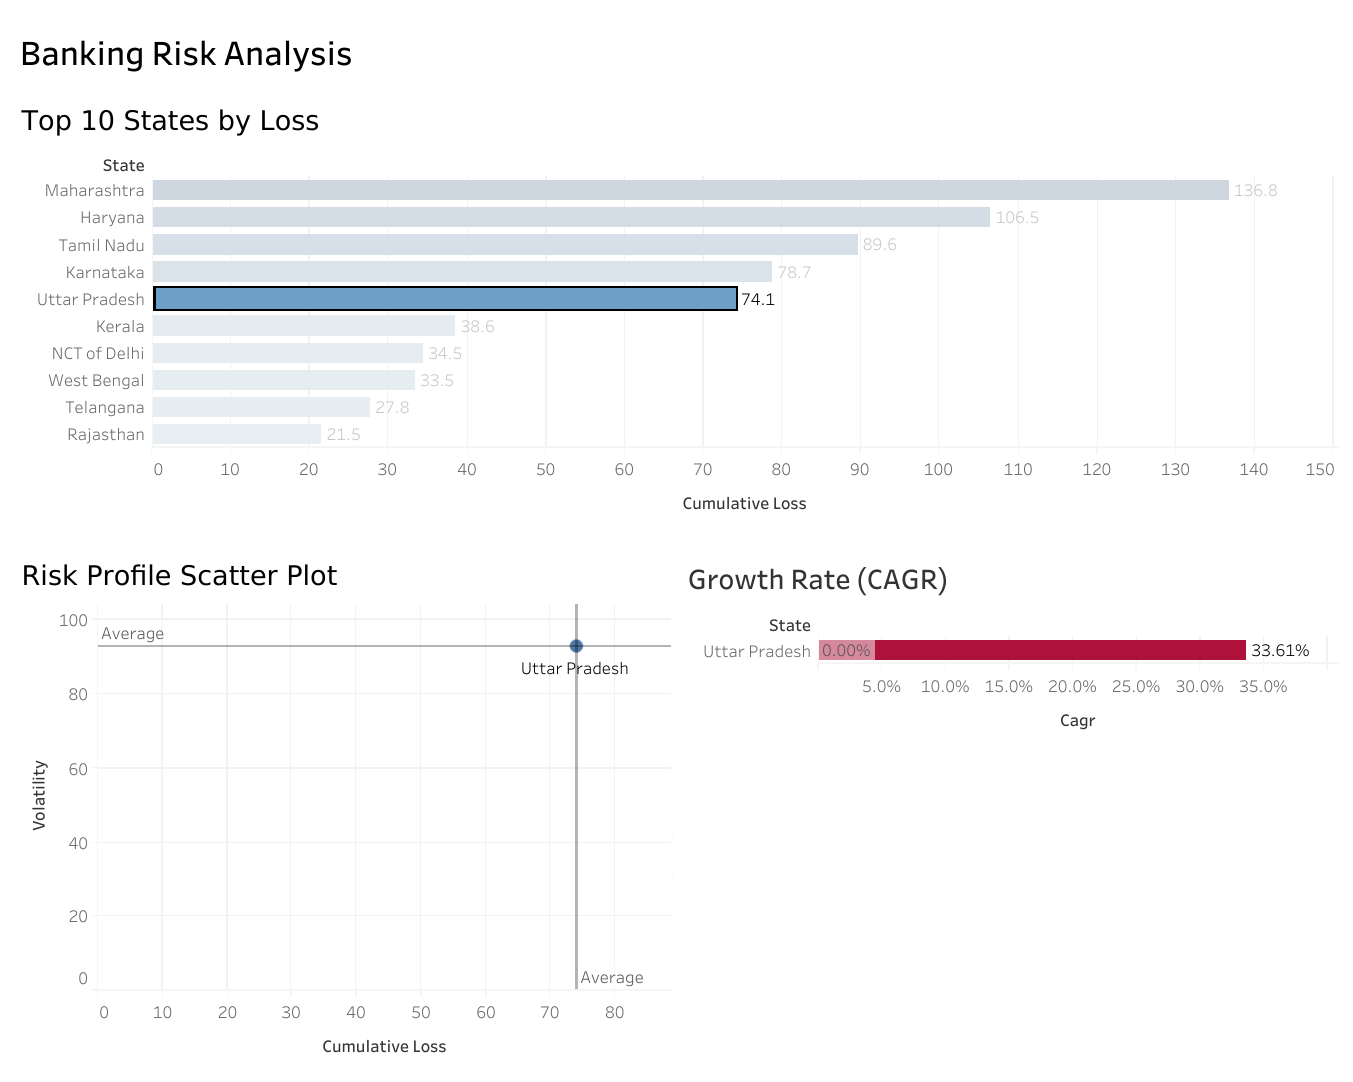 Banking Risk Analysis
Top 10 States by Loss
State
Maharashtra 136.8
Haryana 106.5
Tamil Nadu 89.6
Karnataka 78.7
Uttar Pradesh 74.1
Kerala 38.6
NCT of Delhi 34.5
West Bengal 33.5
Telangana 27.8
Rajasthan 21.5
0 10 20 30 40 50 60 70 80 90 100 110 120 130 140 150
Cumulative Loss
Risk Profile Scatter Plot
100
Average
Uttar Pradesh
80
60
Volatility
40
20
0
Average
0 10 20 30 40 50 60 70 80
Cumulative Loss
Growth Rate (CAGR)
State
Uttar Pradesh 0.00% 33.61%
5.0% 10.0% 15.0% 20.0% 25.0% 30.0% 35.0%
Cagr